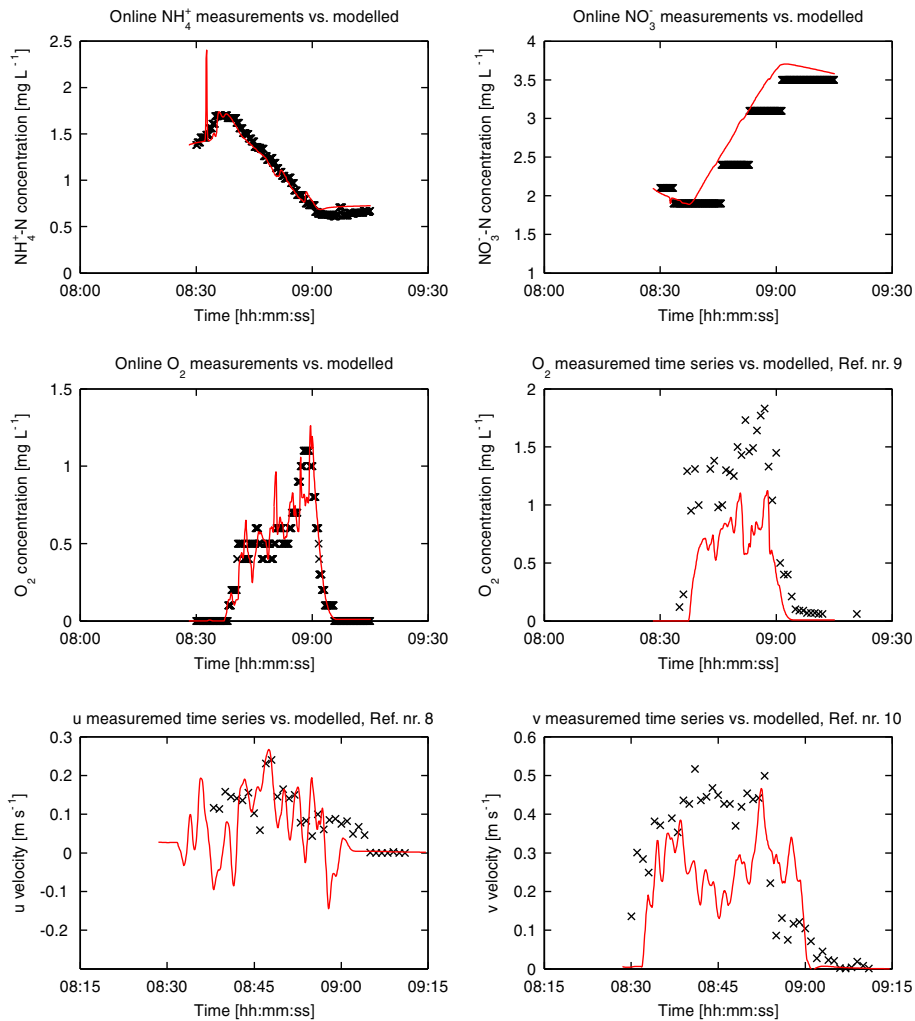 Online NH₄⁺ measurements vs. modelled
NH₄⁺-N concentration [mg L⁻¹]
2.5
2
1.5
1
0.5
0
08:00 08:30 09:00 09:30
Time [hh:mm:ss]
Online NO₃⁻ measurements vs. modelled
NO₃⁻-N concentration [mg L⁻¹]
4
3.5
3
2.5
2
1.5
1
08:00 08:30 09:00 09:30
Time [hh:mm:ss]
Online O₂ measurements vs. modelled
O₂ concentration [mg L⁻¹]
1.5
1
0.5
0
08:00 08:30 09:00 09:30
Time [hh:mm:ss]
O₂ measuremed time series vs. modelled, Ref. nr. 9
O₂ concentration [mg L⁻¹]
2
1.5
1
0.5
0
08:00 08:30 09:00 09:30
Time [hh:mm:ss]
u measuremed time series vs. modelled, Ref. nr. 8
u velocity [m s⁻¹]
0.3
0.2
0.1
0
-0.1
-0.2
0.3
08:15 08:30 08:45 09:00 09:15
Time [hh:mm:ss]
v measuremed time series vs. modelled, Ref. nr. 10
v velocity [m s⁻¹]
0.6
0.5
0.4
0.3
0.2
0.1
0
08:15 08:30 08:45 09:00 09:15
Time [hh:mm:ss]